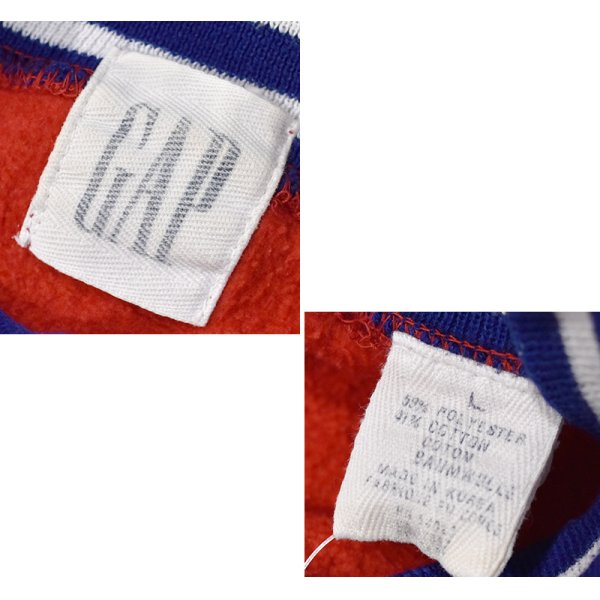 GAP
L
59% POLYESTER
41% COTTON
COTON
BAUMWOLLE
MADE IN KOREA
FABRIQUE EN COREE